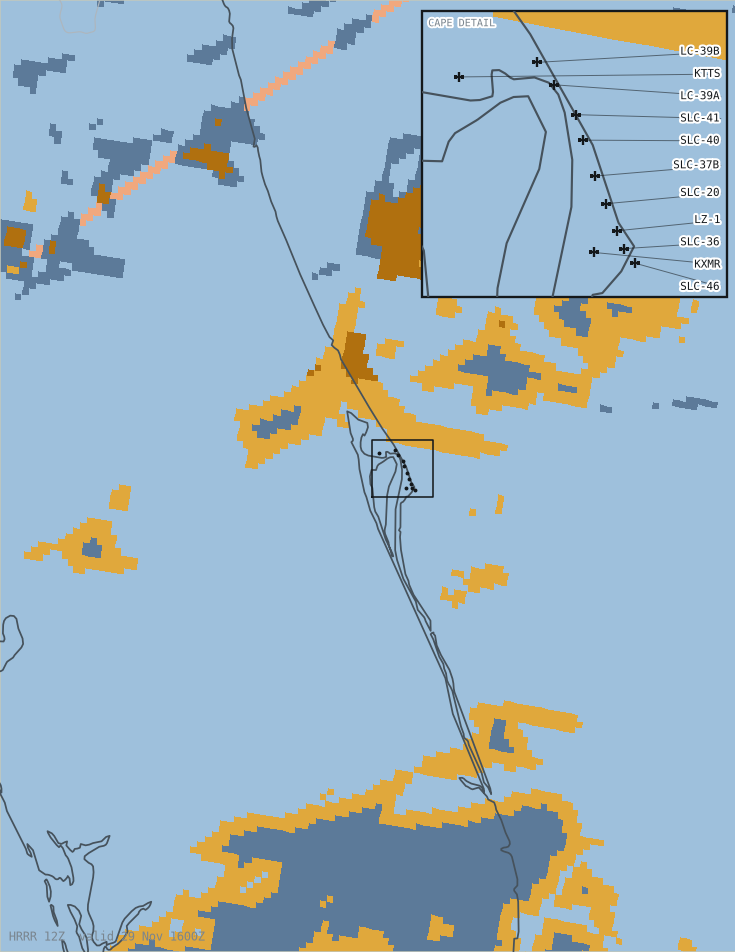 CAPE DETAIL
LC-39B
KTTS
LC-39A
SLC-41
SLC-40
SLC-37B
SLC-20
LZ-1
SLC-36
KXMR
SLC-46
HRRR 12Z  valid 29 Nov 1600Z